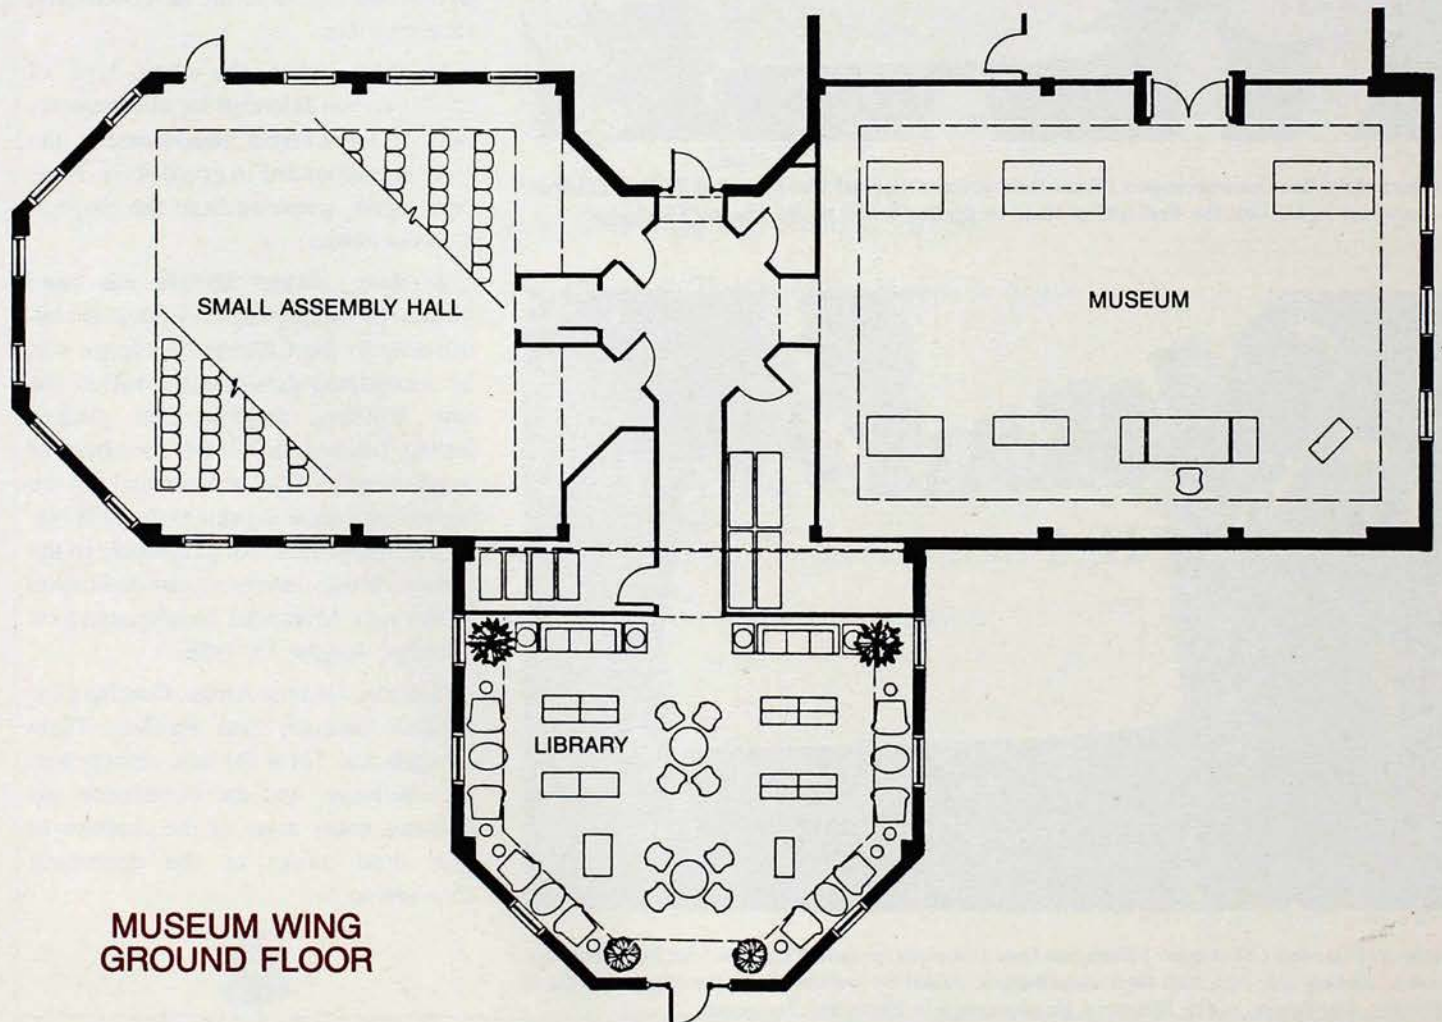 SMALL ASSEMBLY HALL
MUSEUM
LIBRARY
MUSEUM WING
GROUND FLOOR